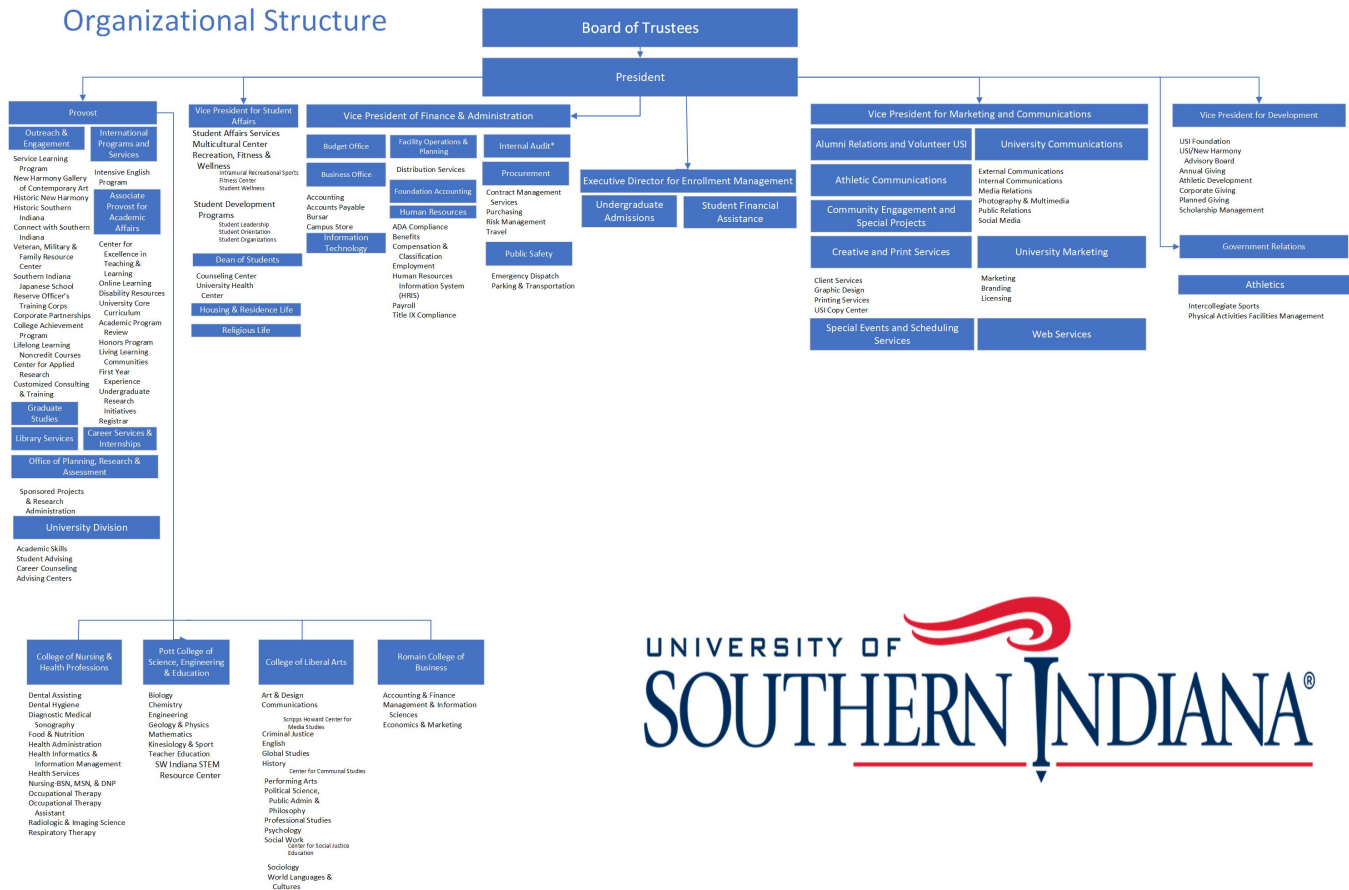 Organizational Structure
Board of Trustees
President
Provost
Outreach &
Engagement
Service Learning
Program
New Harmony Gallery
of Contemporary Art
Historic New Harmony
Historic Southern
Indiana
Connect with Southern
Indiana
Veteran, Military &
Family Resource
Center
Southern Indiana
Japanese School
Reserve Officer's
Training Corps
Corporate Partnerships
College Achievement
Program
Lifelong Learning
Noncredit Courses
Center for Applied
Research
Customized Consulting
& Training
Graduate
Studies
Library Services
International
Programs and
Services
Intensive English
Program
Associate
Provost for
Academic
Affairs
Center for
Excellence in
Teaching &
Learning
Online Learning
Disability Resources
University Core
Curriculum
Academic Program
Review
Honors Program
Living Learning
Communities
First Year
Experience
Undergraduate
Research
Initiatives
Registrar
Career Services &
Internships
Office of Planning, Research &
Assessment
Sponsored Projects
& Research
Administration
University Division
Academic Skills
Student Advising
Career Counseling
Advising Centers
Vice President for Student
Affairs
Student Affairs Services
Multicultural Center
Recreation, Fitness &
Wellness
Intramural Recreational Sports
Fitness Center
Student Wellness
Student Development
Programs
Student Leadership
Student Orientation
Student Organizations
Dean of Students
Counseling Center
University Health
Center
Housing & Residence Life
Religious Life
Vice President of Finance & Administration
Budget Office
Business Office
Accounting
Accounts Payable
Bursar
Campus Store
Information
Technology
Facility Operations &
Planning
Distribution Services
Foundation Accounting
Human Resources
ADA Compliance
Benefits
Compensation &
Classification
Employment
Human Resources
Information System
(HRIS)
Payroll
Title IX Compliance
Internal Audit*
Procurement
Contract Management
Services
Purchasing
Risk Management
Travel
Public Safety
Emergency Dispatch
Parking & Transportation
Executive Director for Enrollment Management
Undergraduate
Admissions
Student Financial
Assistance
Vice President for Marketing and Communications
Alumni Relations and Volunteer USI
Athletic Communications
Community Engagement and
Special Projects
Creative and Print Services
Client Services
Graphic Design
Printing Services
USI Copy Center
Special Events and Scheduling
Services
University Communications
External Communications
Internal Communications
Media Relations
Photography & Multimedia
Public Relations
Social Media
University Marketing
Marketing
Branding
Licensing
Web Services
Vice President for Development
USI Foundation
USI/New Harmony
Advisory Board
Annual Giving
Athletic Development
Corporate Giving
Planned Giving
Scholarship Management
Government Relations
Athletics
Intercollegiate Sports
Physical Activities Facilities Management
College of Nursing &
Health Professions
Dental Assisting
Dental Hygiene
Diagnostic Medical
Sonography
Food & Nutrition
Health Administration
Health Informatics &
Information Management
Health Services
Nursing-BSN, MSN, & DNP
Occupational Therapy
Occupational Therapy
Assistant
Radiologic & Imaging Science
Respiratory Therapy
Pott College of
Science, Engineering
& Education
Biology
Chemistry
Engineering
Geology & Physics
Mathematics
Kinesiology & Sport
Teacher Education
SW Indiana STEM
Resource Center
College of Liberal Arts
Art & Design
Communications
Scripps Howard Center for
Media Studies
Criminal Justice
English
Global Studies
History
Center for Communal Studies
Performing Arts
Political Science,
Public Admin &
Philosophy
Professional Studies
Psychology
Social Work
Center for Social Justice
Education
Sociology
World Languages &
Cultures
Romain College of
Business
Accounting & Finance
Management & Information
Sciences
Economics & Marketing
UNIVERSITY OF
SOUTHERN INDIANA®